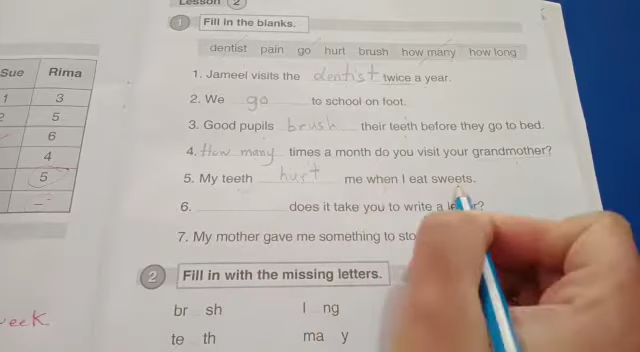 Lesson 2
1 Fill in the blanks.
dentist pain go hurt brush how many how long
Sue Rima
1 3
2 5
6
4
5
1. Jameel visits the dentist twice a year.
2. We go to school on foot.
3. Good pupils brush their teeth before they go to bed.
4. How many times a month do you visit your grandmother?
5. My teeth hurt me when I eat sweets.
6. ____________ does it take you to write a letter?
7. My mother gave me something to sto
2 Fill in with the missing letters.
br sh l ng
te th ma y
week.